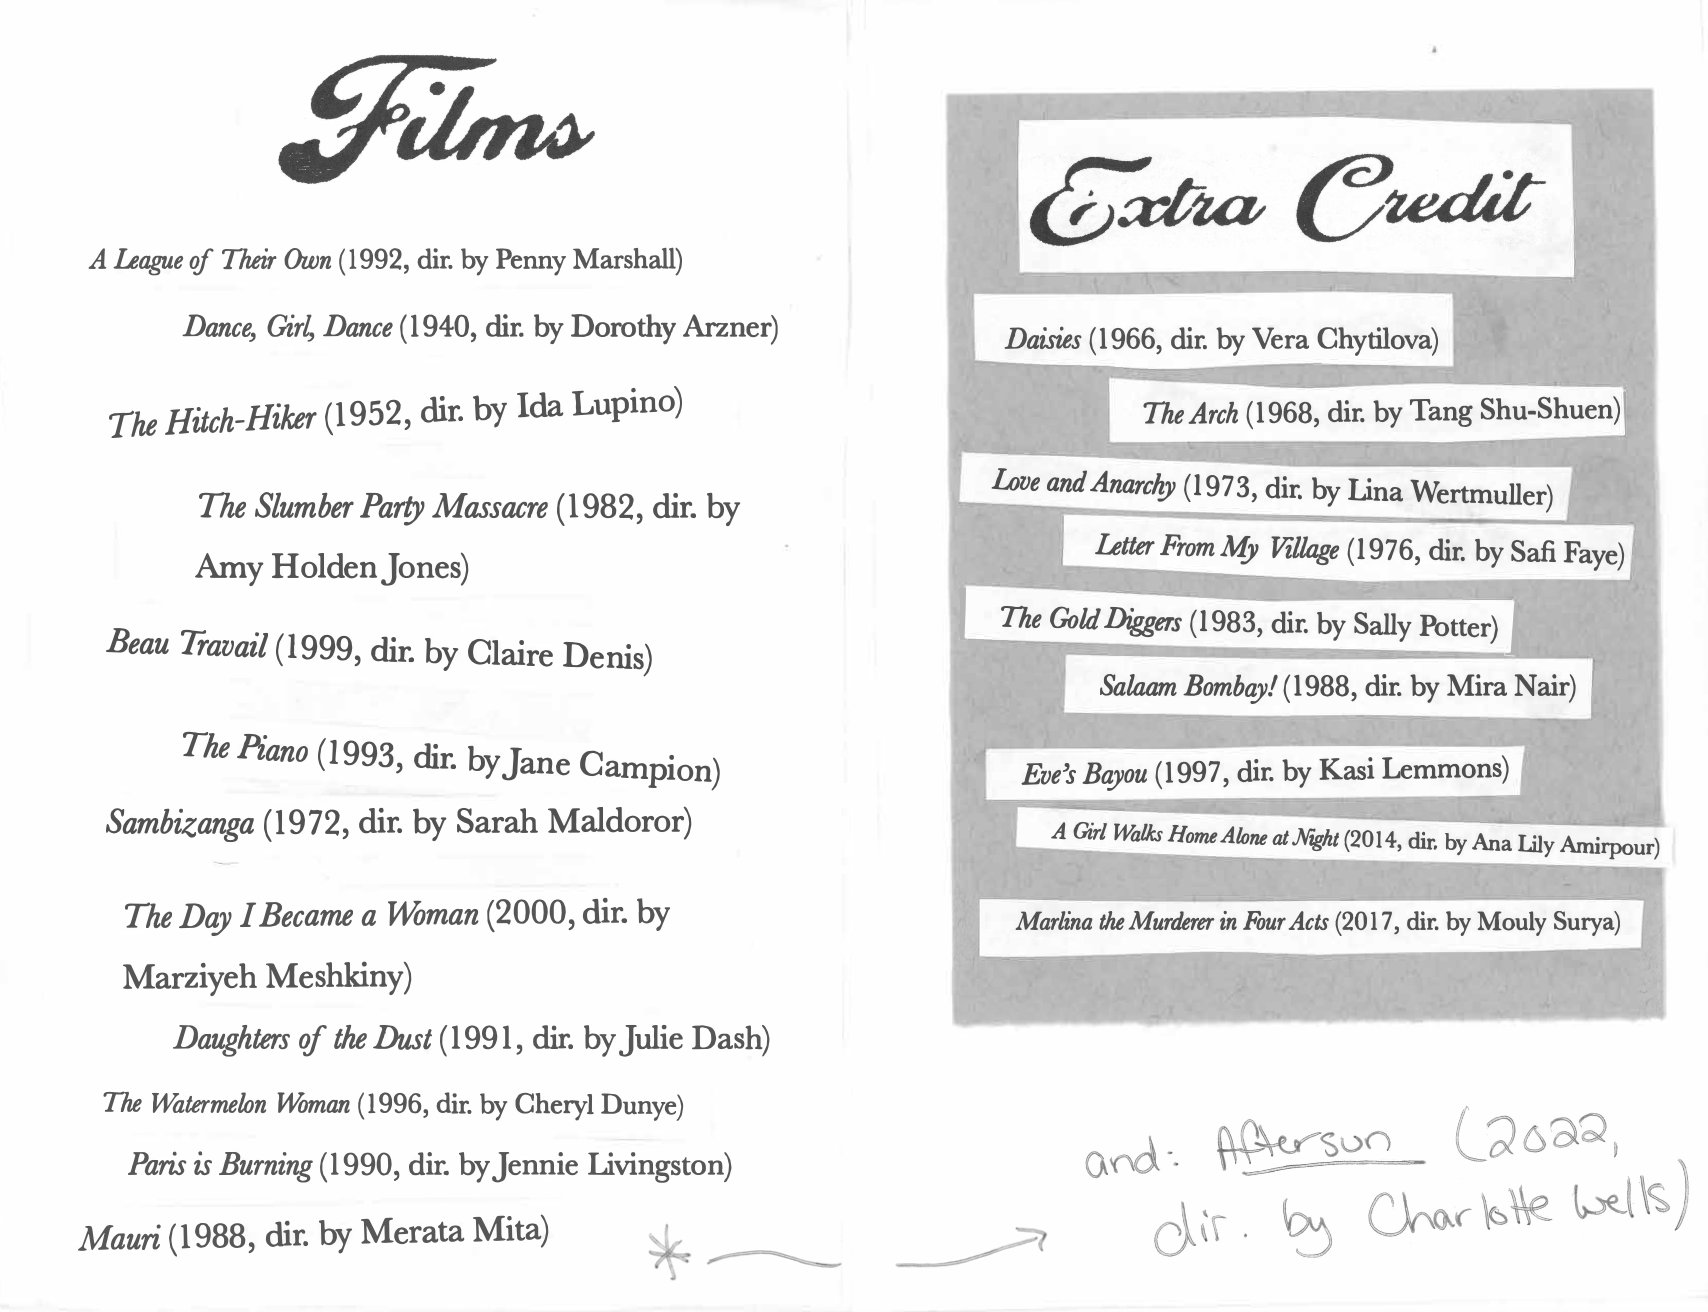 Films
A League of Their Own (1992, dir. by Penny Marshall)
Dance, Girl, Dance (1940, dir. by Dorothy Arzner)
The Hitch-Hiker (1952, dir. by Ida Lupino)
The Slumber Party Massacre (1982, dir. by
Amy Holden Jones)
Beau Travail (1999, dir. by Claire Denis)
The Piano (1993, dir. by Jane Campion)
Sambizanga (1972, dir. by Sarah Maldoror)
The Day I Became a Woman (2000, dir. by
Marziyeh Meshkiny)
Daughters of the Dust (1991, dir. by Julie Dash)
The Watermelon Woman (1996, dir. by Cheryl Dunye)
Paris is Burning (1990, dir. by Jennie Livingston)
Mauri (1988, dir. by Merata Mita)
Extra Credit
Daisies (1966, dir. by Vera Chytilova)
The Arch (1968, dir. by Tang Shu-Shuen)
Love and Anarchy (1973, dir. by Lina Wertmuller)
Letter From My Village (1976, dir. by Safi Faye)
The Gold Diggers (1983, dir. by Sally Potter)
Salaam Bombay! (1988, dir. by Mira Nair)
Eve's Bayou (1997, dir. by Kasi Lemmons)
A Girl Walks Home Alone at Night (2014, dir. by Ana Lily Amirpour)
Marlina the Murderer in Four Acts (2017, dir. by Mouly Surya)
and: Aftersun (2022,
dir. by Charlotte Wells)